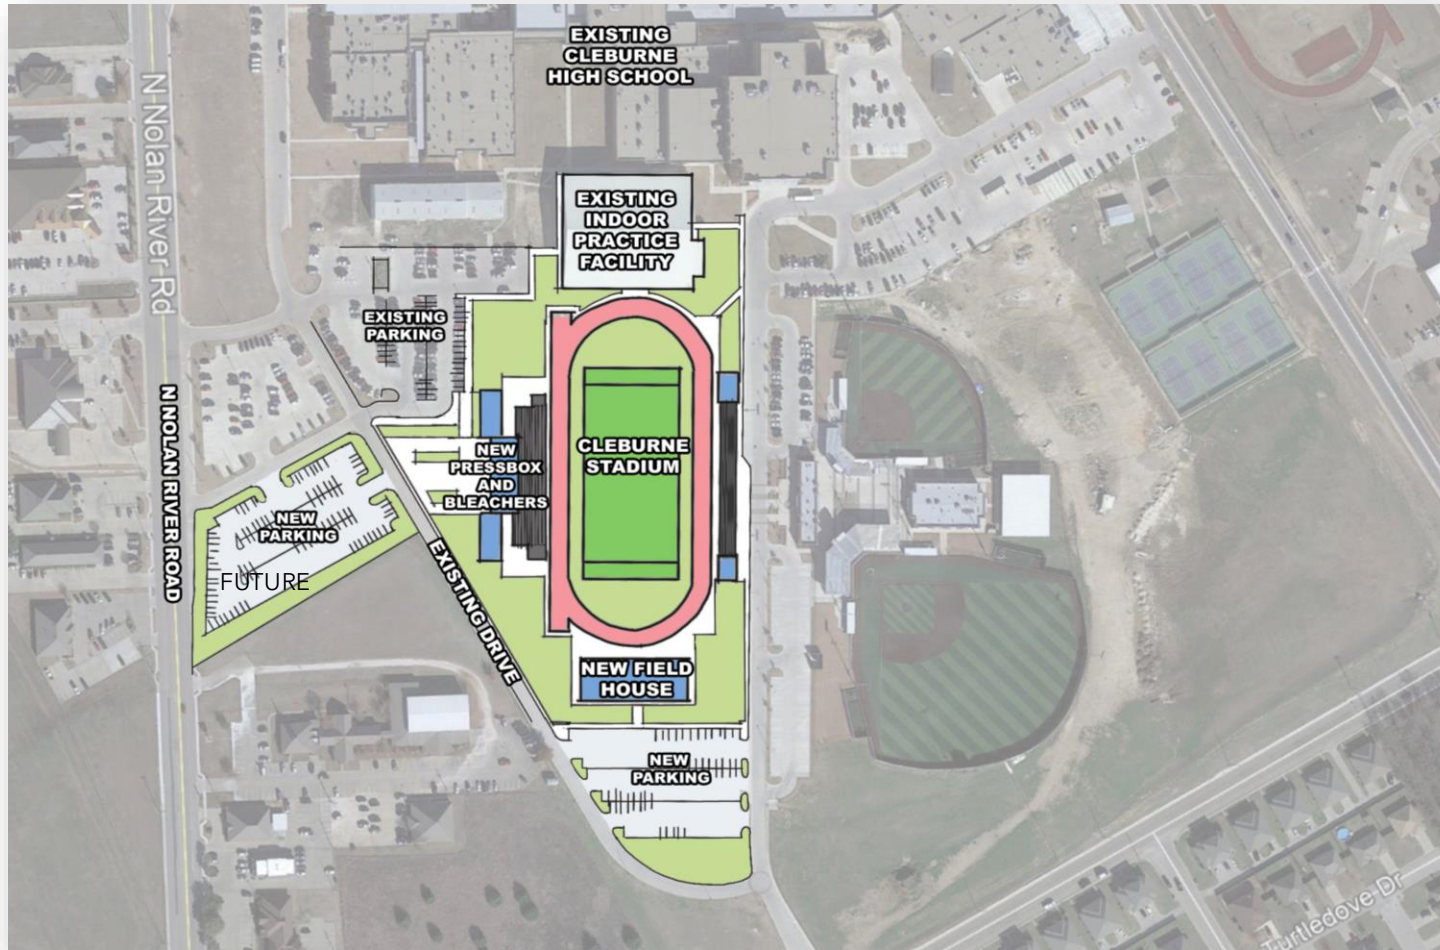 EXISTING
CLEBURNE
HIGH SCHOOL
N Nolan River Rd
EXISTING
INDOOR
PRACTICE
FACILITY
EXISTING
PARKING
N NOLAN RIVER ROAD
CLEBURNE
STADIUM
NEW
PRESSBOX
AND
BLEACHERS
NEW
PARKING
FUTURE
EXISTING DRIVE
NEW FIELD
HOUSE
NEW
PARKING
Turtledove Dr